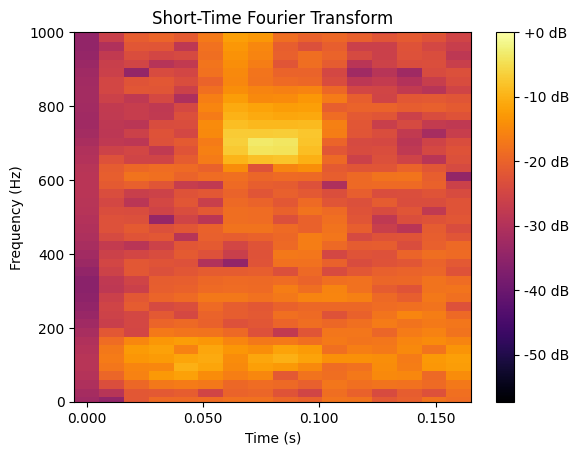 Short-Time Fourier Transform
1000
800
600
400
200
0
Frequency (Hz)
0.000
0.050
0.100
0.150
Time (s)
+0 dB
-10 dB
-20 dB
-30 dB
-40 dB
-50 dB